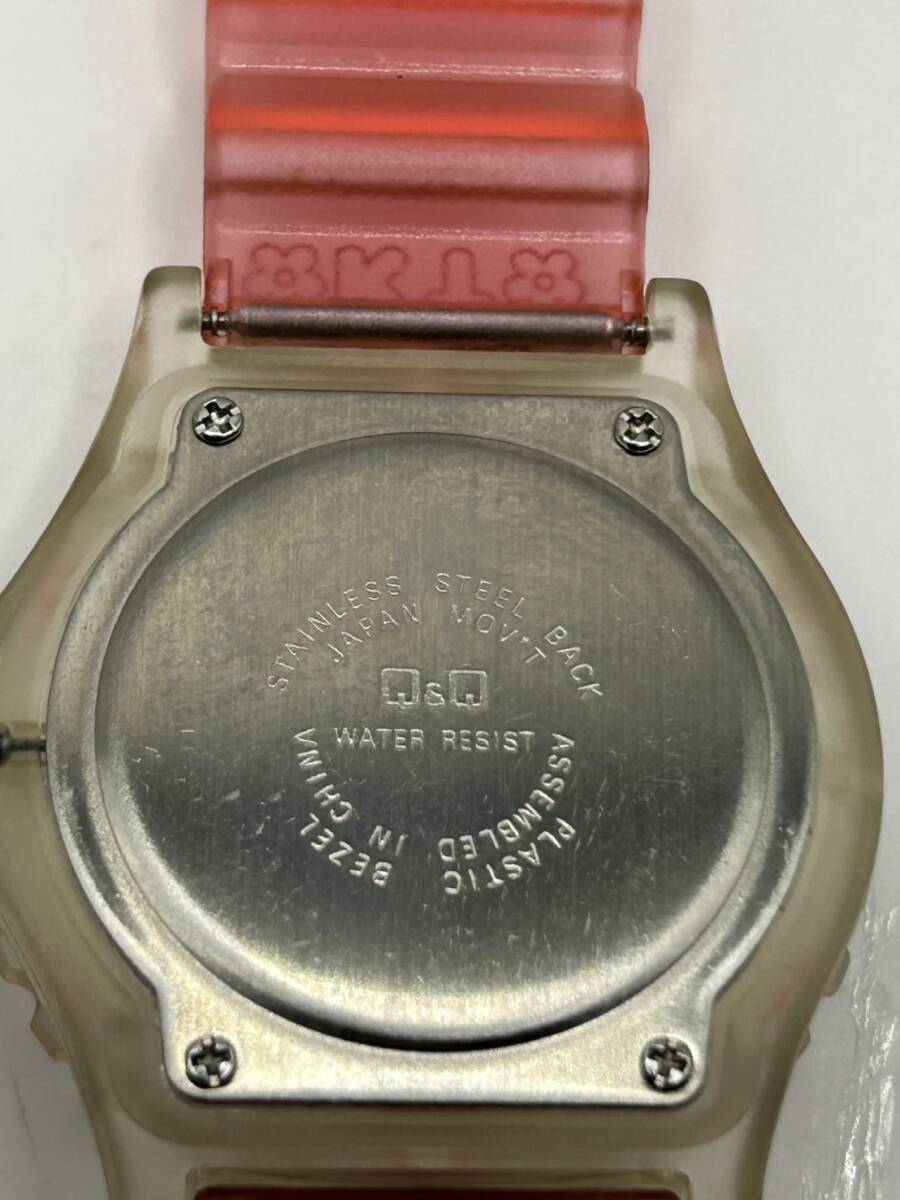 STAINLESS STEEL BACK
JAPAN MOV'T
Q&Q
WATER RESIST
ASSEMBLED IN CHINA
PLASTIC BEZEL